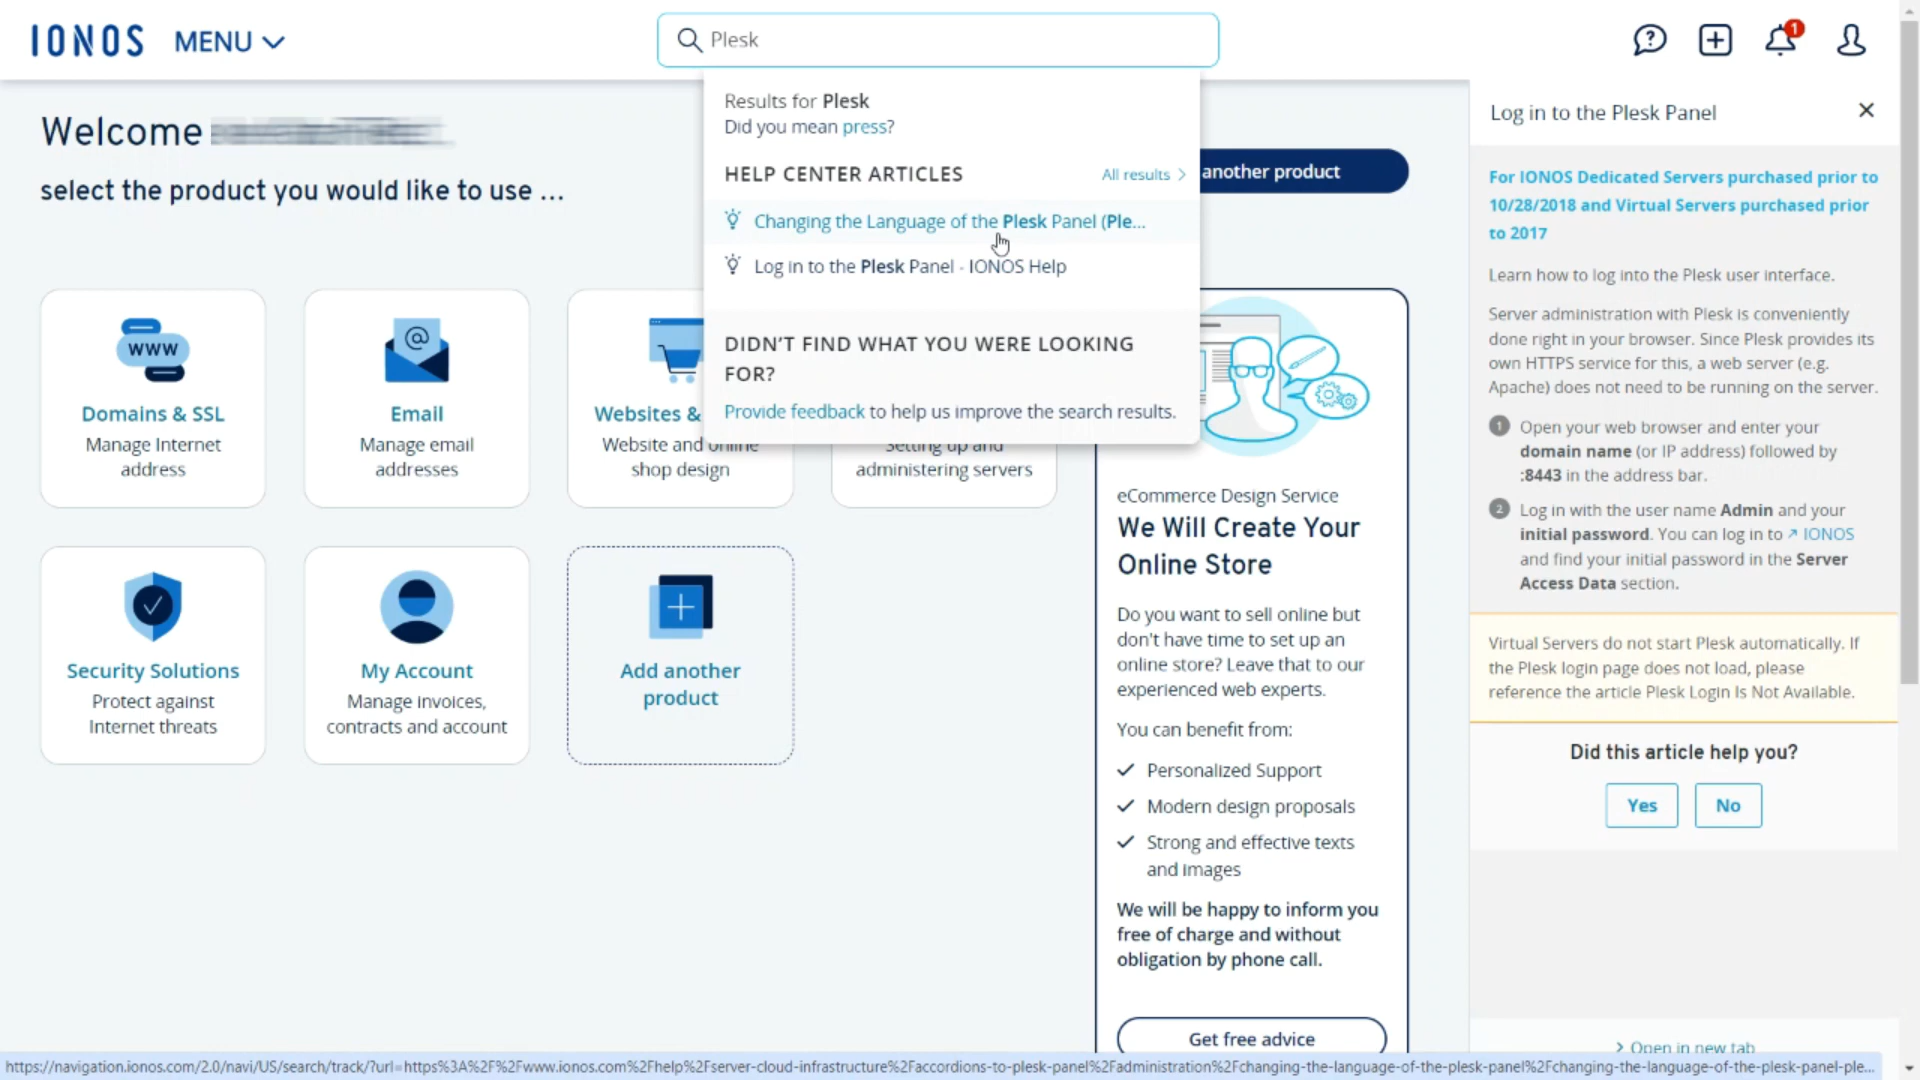 IONOS MENU
Plesk
1
Welcome
select the product you would like to use ...
Results for Plesk
Did you mean press?
HELP CENTER ARTICLES
All results
Changing the Language of the Plesk Panel (Ple...
Log in to the Plesk Panel - IONOS Help
DIDN'T FIND WHAT YOU WERE LOOKING
FOR?
Provide feedback to help us improve the search results.
another product
www
Domains & SSL
Manage Internet
address
@
Email
Manage email
addresses
Websites &
Website and online
shop design
Setting up and
administering servers
Security Solutions
Protect against
Internet threats
My Account
Manage invoices,
contracts and account
Add another
product
eCommerce Design Service
We Will Create Your
Online Store
Do you want to sell online but
don't have time to set up an
online store? Leave that to our
experienced web experts.
You can benefit from:
Personalized Support
Modern design proposals
Strong and effective texts
and images
We will be happy to inform you
free of charge and without
obligation by phone call.
Get free advice
Log in to the Plesk Panel
For IONOS Dedicated Servers purchased prior to
10/28/2018 and Virtual Servers purchased prior
to 2017
Learn how to log into the Plesk user interface.
Server administration with Plesk is conveniently
done right in your browser. Since Plesk provides its
own HTTPS service for this, a web server (e.g.
Apache) does not need to be running on the server.
1 Open your web browser and enter your
domain name (or IP address) followed by
:8443 in the address bar.
2 Log in with the user name Admin and your
initial password. You can log in to IONOS
and find your initial password in the Server
Access Data section.
Virtual Servers do not start Plesk automatically. If
the Plesk login page does not load, please
reference the article Plesk Login Is Not Available.
Did this article help you?
Yes
No
Open in new tab
https://navigation.ionos.com/2.0/navi/US/search/track/?url=https%3A%2F%2Fwww.ionos.com%2Fhelp%2Fserver-cloud-infrastructure%2Faccordions-to-plesk-panel%2Fadministration%2Fchanging-the-language-of-the-plesk-panel%2Fchanging-the-language-of-the-plesk-panel-ple...